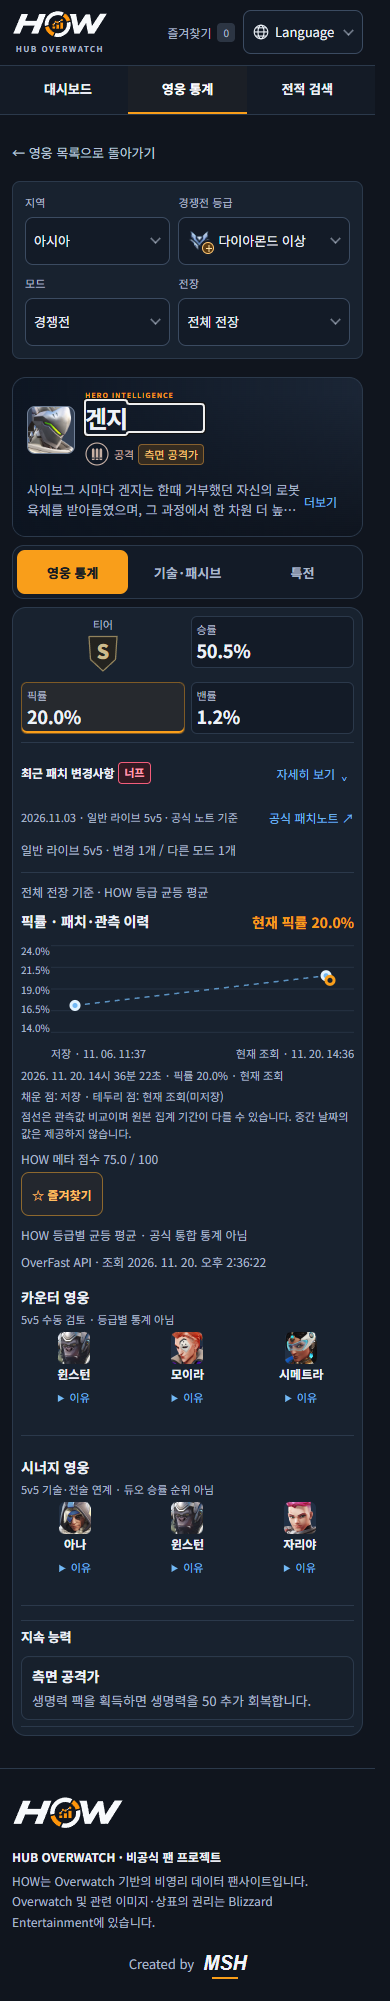 HOW
HUB OVERWATCH
즐겨찾기 0
Language
대시보드 영웅 통계 전적 검색
← 영웅 목록으로 돌아가기
지역 경쟁전 등급
아시아 다이아몬드 이상
모드 전장
경쟁전 전체 전장
HERO INTELLIGENCE
겐지
공격 측면 공격가
사이보그 시마다 겐지는 한때 거부했던 자신의 로봇
육체를 받아들였으며, 그 과정에서 한 차원 더 높… 더보기
영웅 통계 기술·패시브 특전
티어
S
승률
50.5%
픽률
20.0%
밴률
1.2%
최근 패치 변경사항 너프 자세히 보기 ⌄
2026.11.03 · 일반 라이브 5v5 · 공식 노트 기준 공식 패치노트 ↗
일반 라이브 5v5 · 변경 1개 / 다른 모드 1개
전체 전장 기준 · HOW 등급 균등 평균
픽률 · 패치·관측 이력 현재 픽률 20.0%
24.0%
21.5%
19.0%
16.5%
14.0%
저장 · 11. 06. 11:37 현재 조회 · 11. 20. 14:36
2026. 11. 20. 14시 36분 22초 · 픽률 20.0% · 현재 조회
채운 점: 저장 · 테두리 점: 현재 조회(미저장)
점선은 관측값 비교이며 원본 집계 기간이 다를 수 있습니다. 중간 날짜의
값은 제공하지 않습니다.
HOW 메타 점수 75.0 / 100
☆ 즐겨찾기
HOW 등급별 균등 평균 · 공식 통합 통계 아님
OverFast API · 조회 2026. 11. 20. 오후 2:36:22
카운터 영웅
5v5 수동 검토 · 등급별 통계 아님
윈스턴 모이라 시메트라
▶ 이유 ▶ 이유 ▶ 이유
시너지 영웅
5v5 기술·전술 연계 · 듀오 승률 순위 아님
아나 윈스턴 자리야
▶ 이유 ▶ 이유 ▶ 이유
지속 능력
측면 공격가
생명력 팩을 획득하면 생명력을 50 추가 회복합니다.
HOW
HUB OVERWATCH · 비공식 팬 프로젝트
HOW는 Overwatch 기반의 비영리 데이터 팬사이트입니다.
Overwatch 및 관련 이미지·상표의 권리는 Blizzard
Entertainment에 있습니다.
Created by MSH